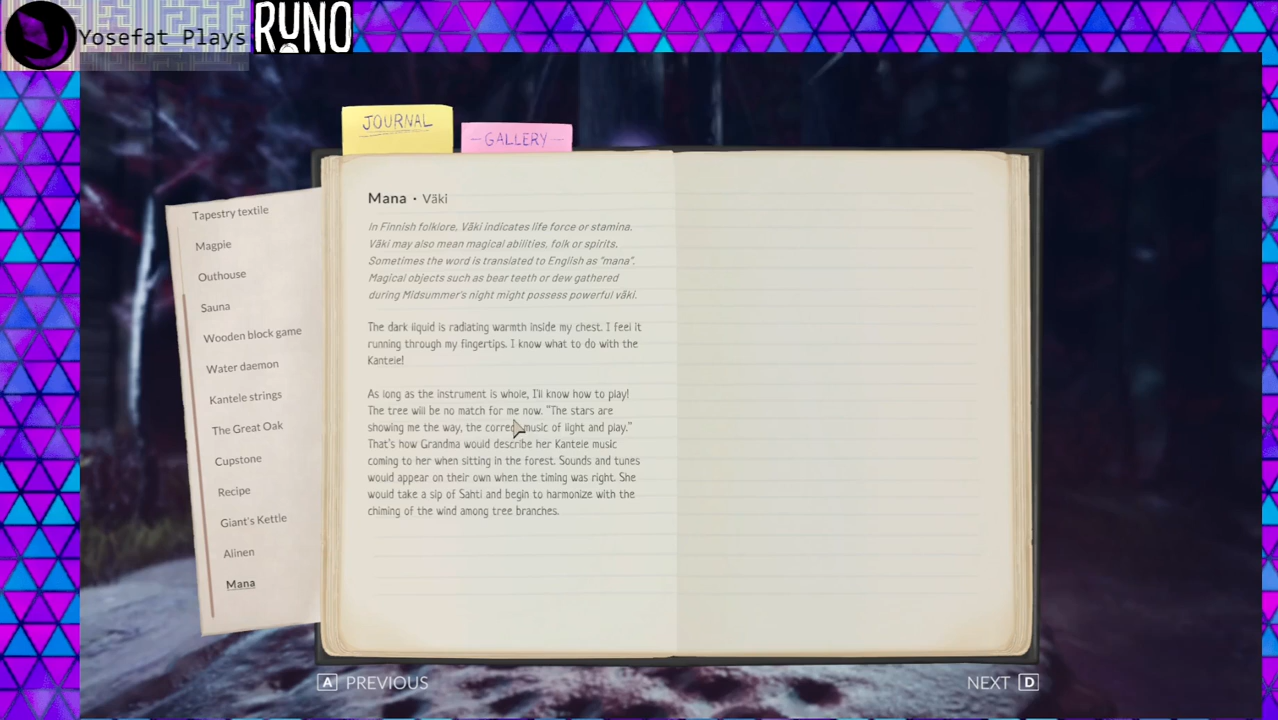 Yosefat Plays
RUNO
JOURNAL
-GALLERY-
Tapestry textile
Magpie
Outhouse
Sauna
Wooden block game
Water daemon
Kantele strings
The Great Oak
Cupstone
Recipe
Giant's Kettle
Alinen
Mana
Mana · Väki
In Finnish folklore, Väki indicates life force or stamina.
Väki may also mean magical abilities, folk or spirits.
Sometimes the word is translated to English as "mana".
Magical objects such as bear teeth or dew gathered
during Midsummer's night might possess powerful väki.
The dark liquid is radiating warmth inside my chest. I feel it
running through my fingertips. I know what to do with the
Kantele!
As long as the instrument is whole, I'll know how to play!
The tree will be no match for me now. "The stars are
showing me the way, the correct music of light and play."
That's how Grandma would describe her Kantele music
coming to her when sitting in the forest. Sounds and tunes
would appear on their own when the timing was right. She
would take a sip of Sahti and begin to harmonize with the
chiming of the wind among tree branches.
A PREVIOUS
NEXT D